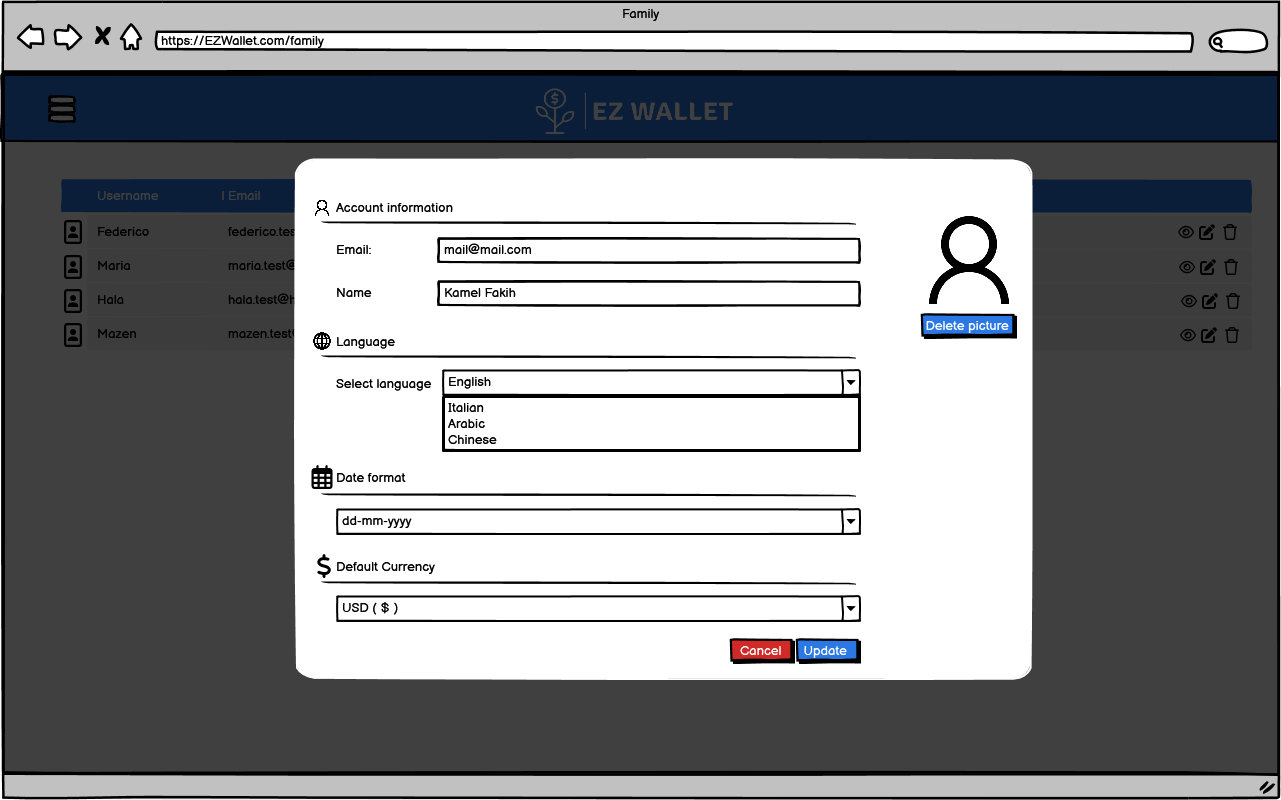 Family
https://EZWallet.com/family
EZ WALLET
Username | Email
Federico federico.tes
Maria maria.test@
Hala hala.test@h
Mazen mazen.test
Account information
Email: mail@mail.com
Name Kamel Fakih
Delete picture
Language
Select language English
Italian
Arabic
Chinese
Date format
dd-mm-yyyy
Default Currency
USD ( $ )
Cancel Update